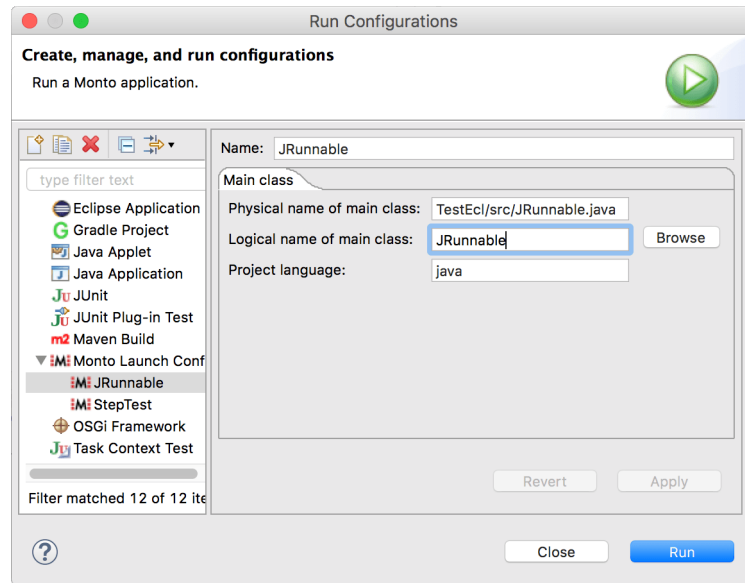 Run Configurations
Create, manage, and run configurations
Run a Monto application.
Name: JRunnable
type filter text
Main class
Eclipse Application
Physical name of main class: TestEcl/src/JRunnable.java
Gradle Project
Java Applet
Logical name of main class: JRunnable Browse
Java Application
Project language: java
JUnit
JUnit Plug-in Test
Maven Build
Monto Launch Conf
JRunnable
StepTest
OSGi Framework
Task Context Test
Revert Apply
Filter matched 12 of 12 ite
Close Run